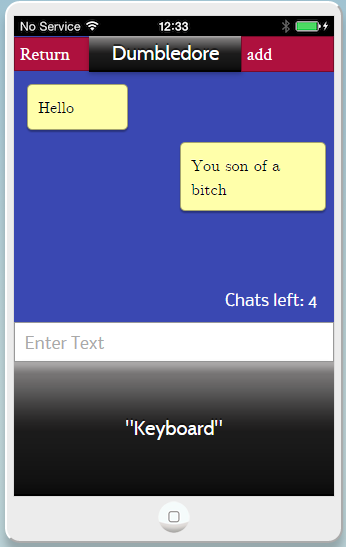 No Service 12:33
Return Dumbledore add
Hello
You son of a
bitch
Chats left: 4
Enter Text
"Keyboard"